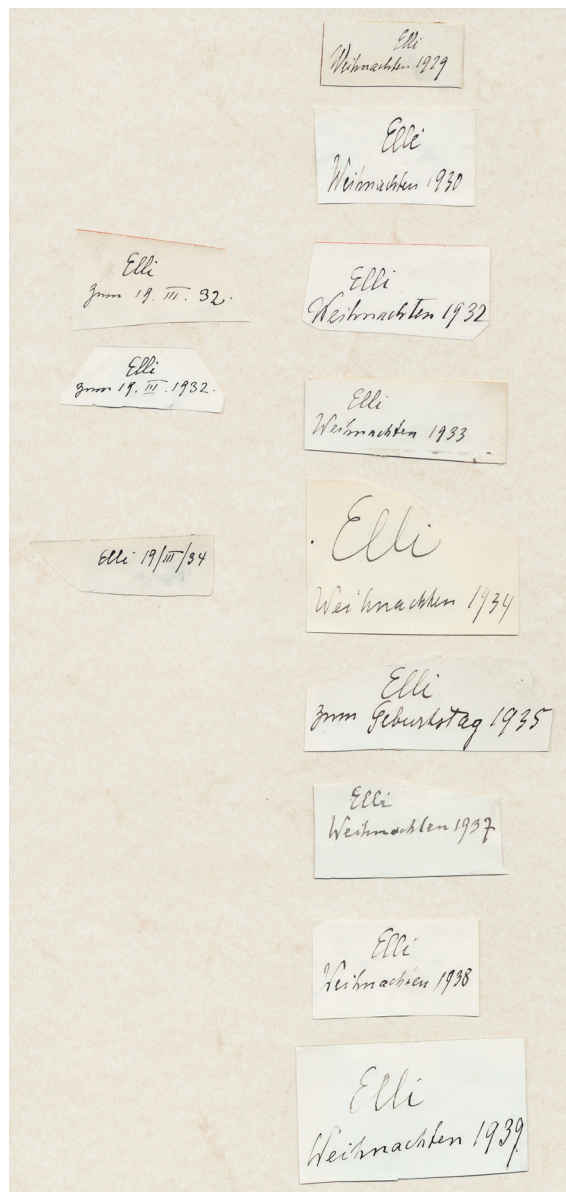 Elli
Weihnachten 1929
Elli
Weihnachten 1930
Elli
zum 19. III. 32.
Elli
Weihnachten 1932
Elli
zum 19. III. 1932.
Elli
Weihnachten 1933
Elli 19/III/34
Elli
Weihnachten 1934
Elli
zum Geburtstag 1935
Elli
Weihnachten 1937
Elli
Weihnachten 1938
Elli
Weihnachten 1939